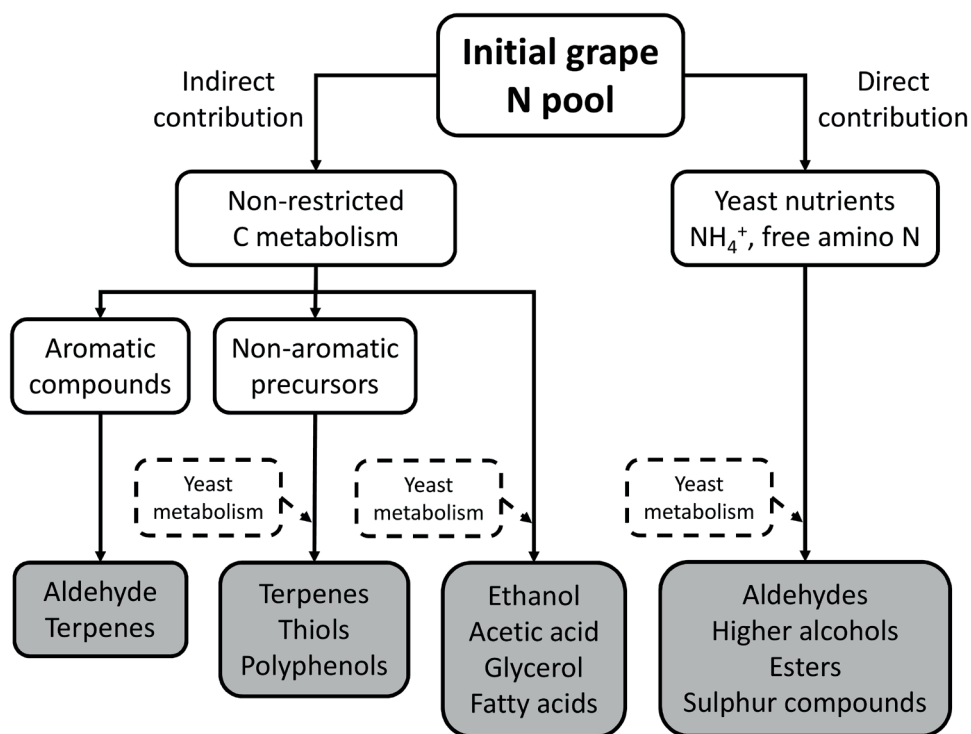 Initial grape
N pool
Indirect
contribution
Direct
contribution
Non-restricted
C metabolism
Yeast nutrients
NH₄⁺, free amino N
Aromatic
compounds
Non-aromatic
precursors
Yeast
metabolism
Yeast
metabolism
Yeast
metabolism
Aldehyde
Terpenes
Terpenes
Thiols
Polyphenols
Ethanol
Acetic acid
Glycerol
Fatty acids
Aldehydes
Higher alcohols
Esters
Sulphur compounds